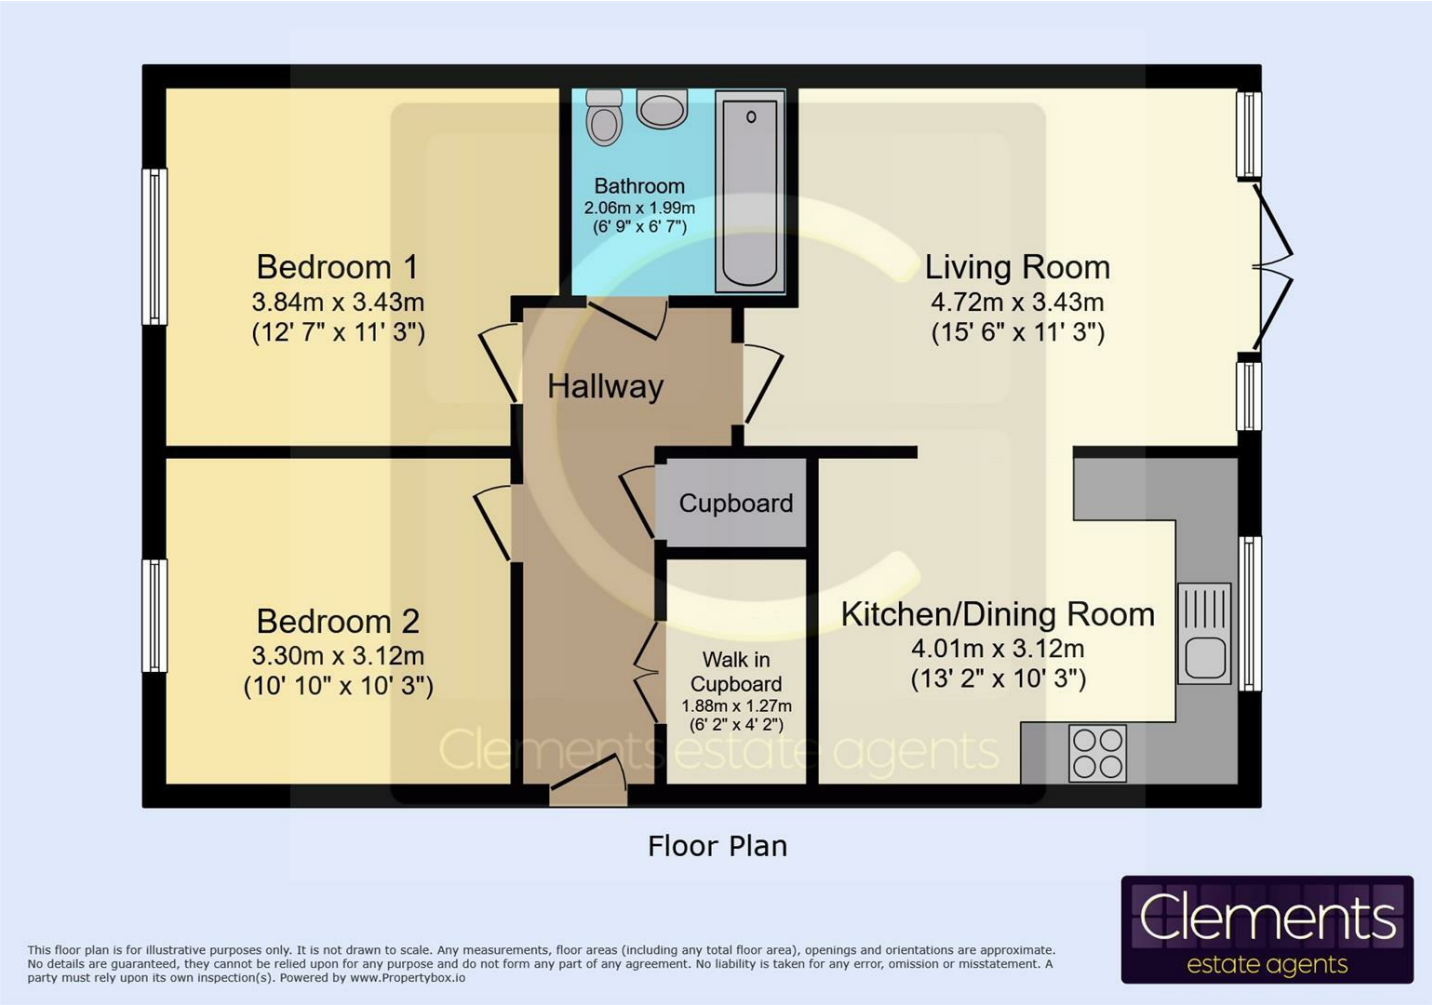 Bathroom
2.06m x 1.99m
(6' 9" x 6' 7")
Bedroom 1
3.84m x 3.43m
(12' 7" x 11' 3")
Living Room
4.72m x 3.43m
(15' 6" x 11' 3")
Hallway
Cupboard
Bedroom 2
3.30m x 3.12m
(10' 10" x 10' 3")
Walk in
Cupboard
1.88m x 1.27m
(6' 2" x 4' 2")
Kitchen/Dining Room
4.01m x 3.12m
(13' 2" x 10' 3")
Clements estate agents
Floor Plan
Clements
estate agents
This floor plan is for illustrative purposes only. It is not drawn to scale. Any measurements, floor areas (including any total floor area), openings and orientations are approximate.
No details are guaranteed, they cannot be relied upon for any purpose and do not form any part of any agreement. No liability is taken for any error, omission or misstatement. A
party must rely upon its own inspection(s). Powered by www.Propertybox.io